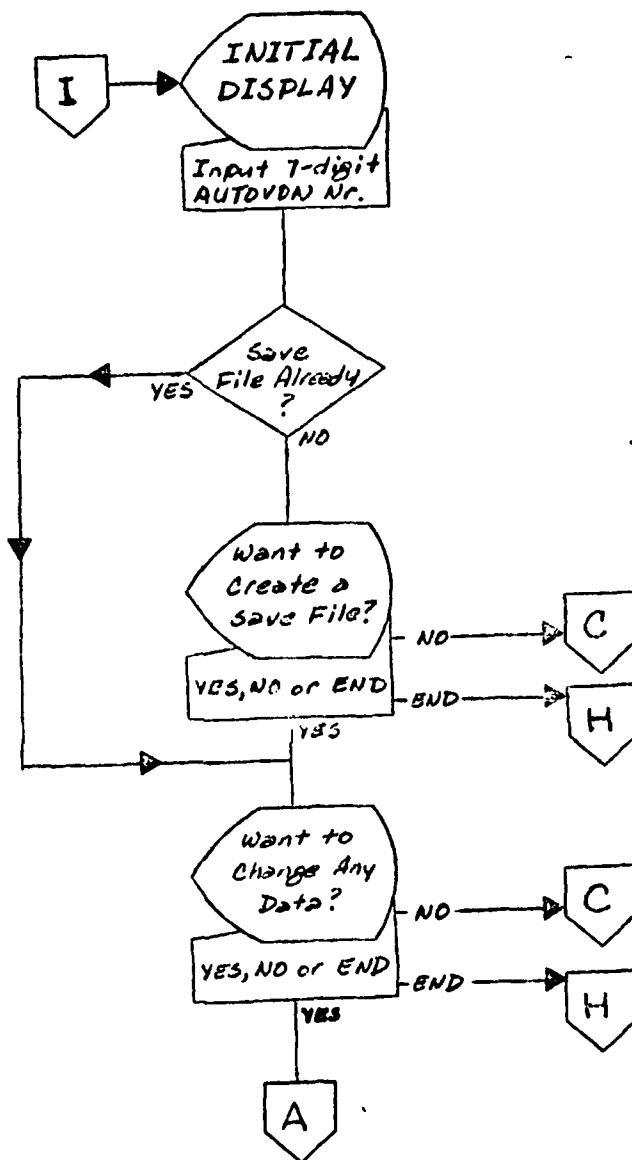 I
INITIAL
DISPLAY
Input 7-digit
AUTOVON Nr.
Save
File Already
?
YES
NO
Want to
Create a
Save File?
NO
C
YES, NO or END
END
H
YES
Want to
Change Any
Data?
NO
C
YES, NO or END
END
H
YES
A